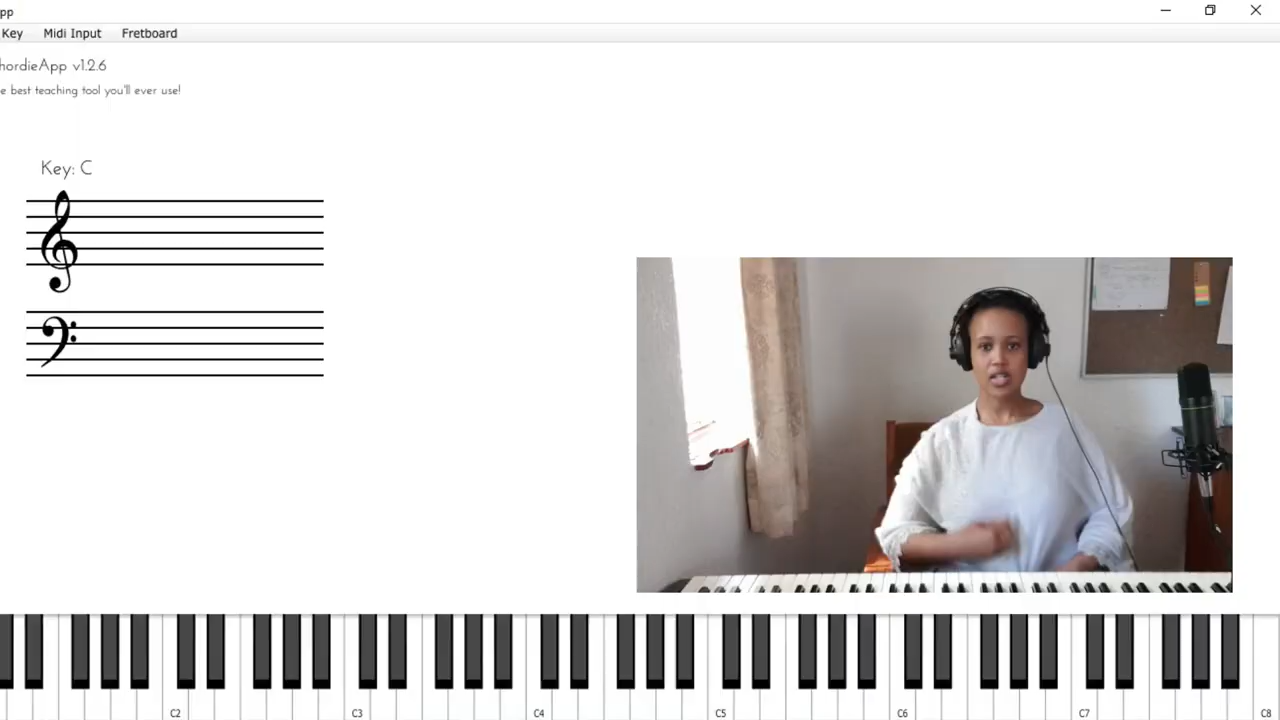 pp
Key Midi Input Fretboard
hordieApp v1.2.6
e best teaching tool you'll ever use!
Key: C
C2 C3 C4 C5 C6 C7 C8